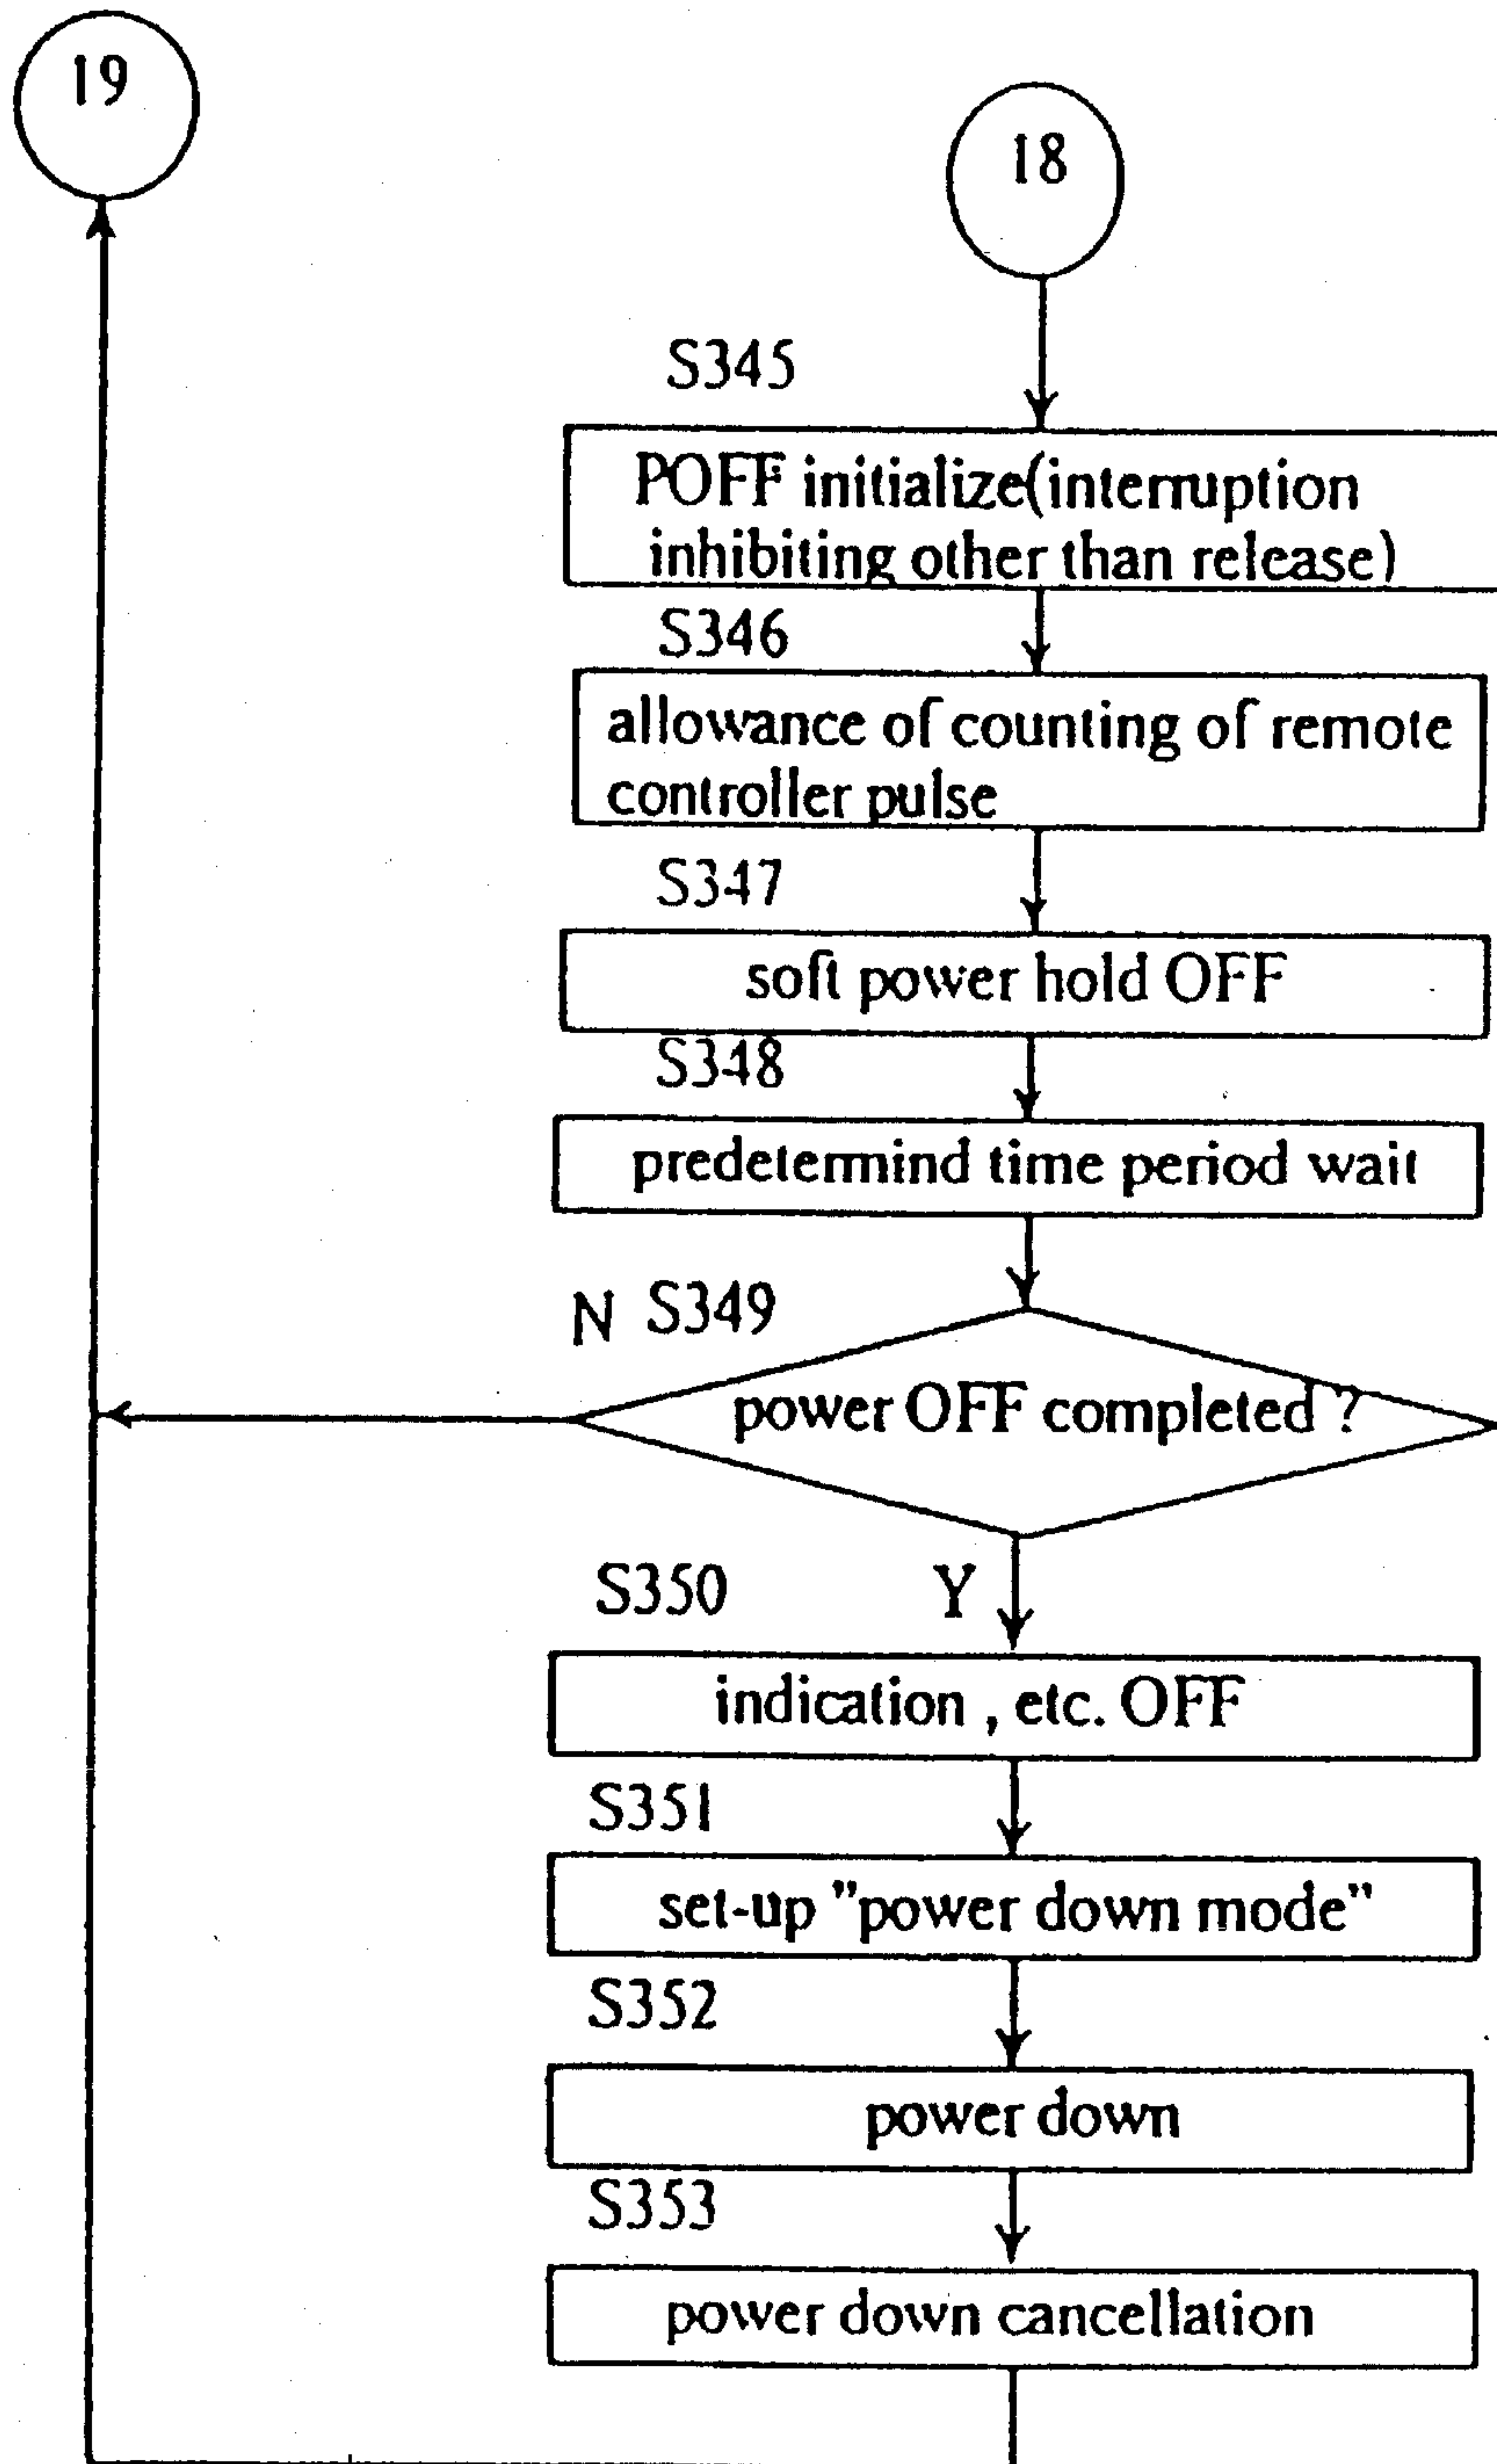 19
18
S345
POFF initialize(interruption
inhibiting other than release)
S346
allowance of counting of remote
controller pulse
S347
soft power hold OFF
S348
predetermind time period wait
N S349
power OFF completed ?
S350 Y
indication , etc. OFF
S351
set-up "power down mode"
S352
power down
S353
power down cancellation